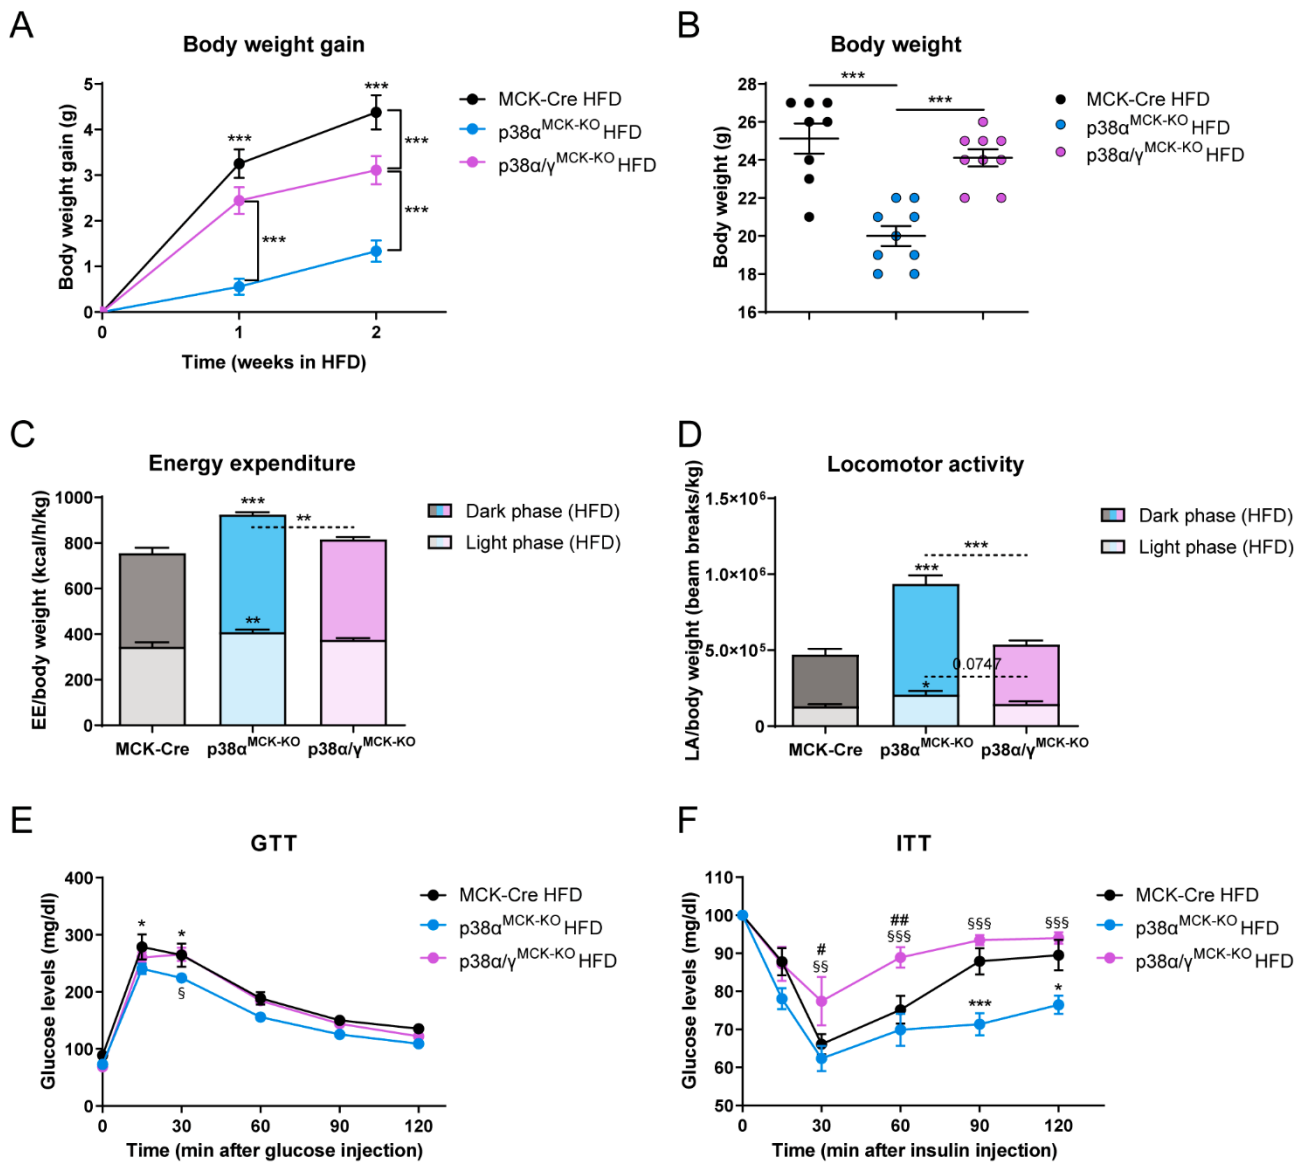 A
Body weight gain
Body weight gain (g)
5
4
3
2
1
0
0
1
2
Time (weeks in HFD)
***
***
***
***
***
MCK-Cre HFD
p38α^MCK-KO HFD
p38α/γ^MCK-KO HFD
B
Body weight
Body weight (g)
28
26
24
22
20
18
16
***
***
MCK-Cre HFD
p38α^MCK-KO HFD
p38α/γ^MCK-KO HFD
C
Energy expenditure
EE/body weight (kcal/h/kg)
1000
800
600
400
200
0
***
**
**
MCK-Cre
p38α^MCK-KO
p38α/γ^MCK-KO
Dark phase (HFD)
Light phase (HFD)
D
Locomotor activity
LA/body weight (beam breaks/kg)
1.5×10⁶
1.0×10⁶
5.0×10⁵
0
***
***
0.0747
*
MCK-Cre
p38α^MCK-KO
p38α/γ^MCK-KO
Dark phase (HFD)
Light phase (HFD)
E
GTT
Glucose levels (mg/dl)
400
300
200
100
0
0
30
60
90
120
Time (min after glucose injection)
*
*
§
MCK-Cre HFD
p38α^MCK-KO HFD
p38α/γ^MCK-KO HFD
F
ITT
Glucose levels (mg/dl)
110
100
90
80
70
60
50
0
30
60
90
120
Time (min after insulin injection)
#
§§
##
§§§
§§§
§§§
***
*
MCK-Cre HFD
p38α^MCK-KO HFD
p38α/γ^MCK-KO HFD